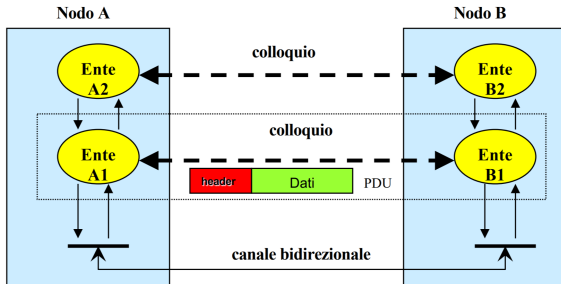 Nodo A
Nodo B
Ente
A2
colloquio
Ente
B2
colloquio
Ente
A1
Ente
B1
header
Dati
PDU
canale bidirezionale